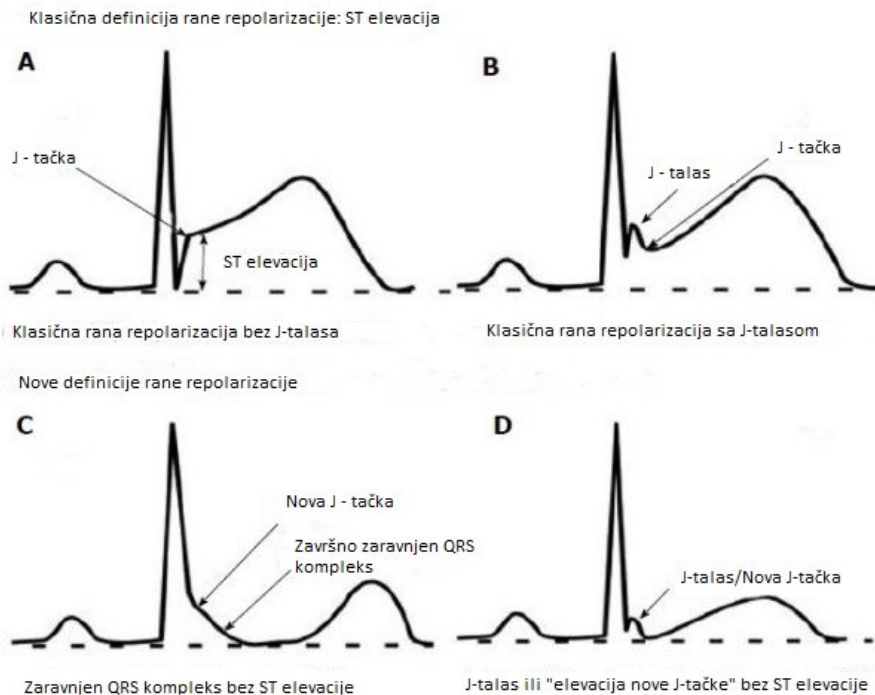 Klasična definicija rane repolarizacije: ST elevacija
A
B
J - tačka
J - talas
J - tačka
ST elevacija
Klasična rana repolarizacija bez J-talasa
Klasična rana repolarizacija sa J-talasom
Nove definicije rane repolarizacije
C
D
Nova J - tačka
Završno zaravnjen QRS
kompleks
J-talas/Nova J-tačka
Zaravnjen QRS kompleks bez ST elevacije
J-talas ili "elevacija nove J-tačke" bez ST elevacije